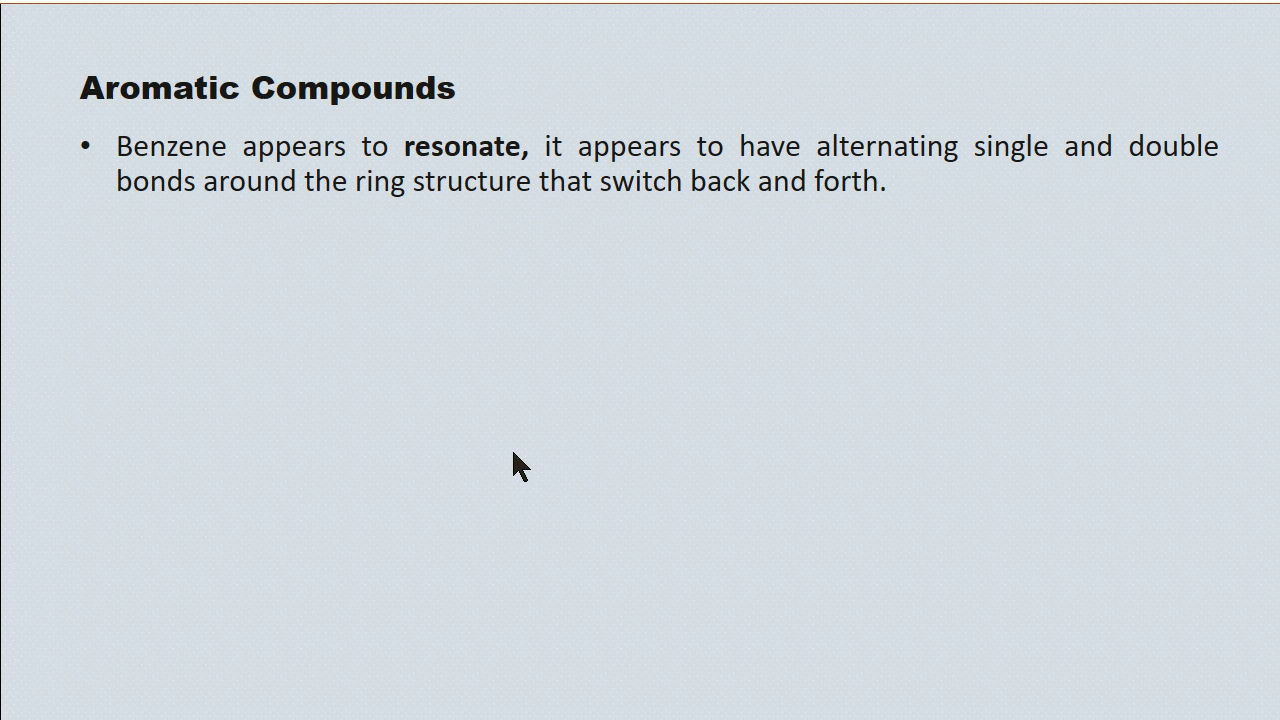 Aromatic Compounds
• Benzene appears to resonate, it appears to have alternating single and double
bonds around the ring structure that switch back and forth.